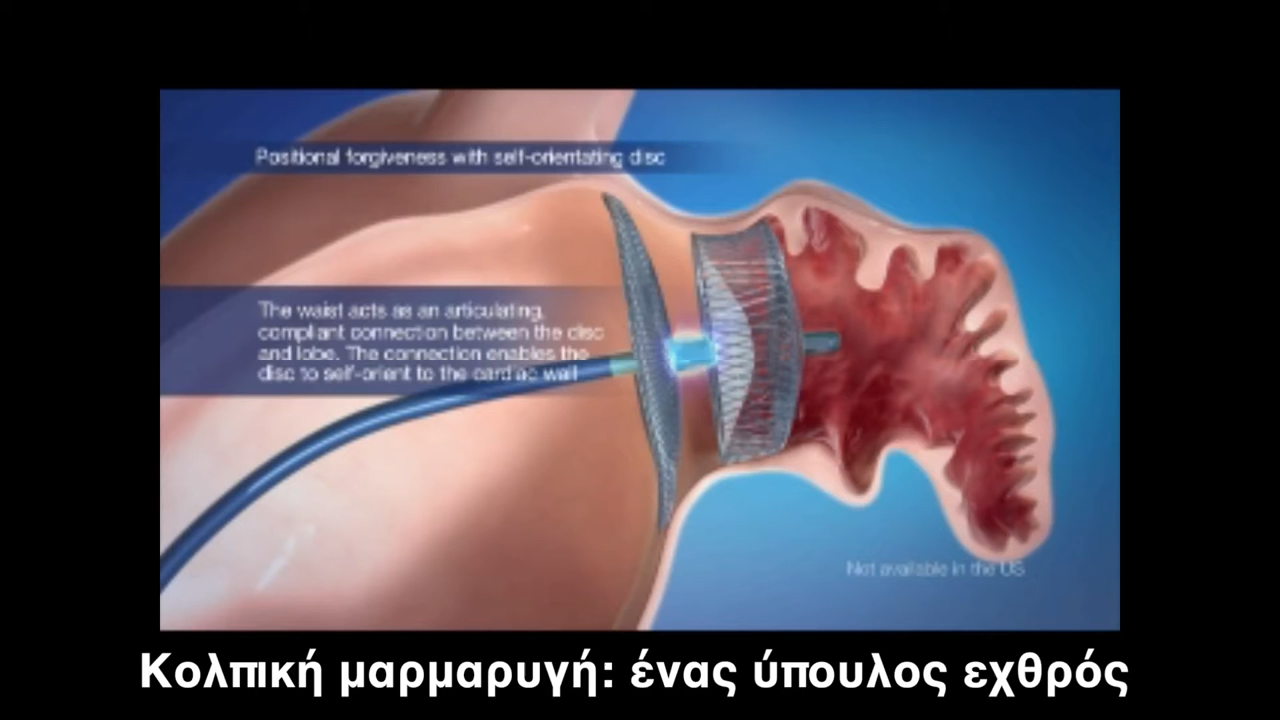 Positional forgiveness with self-orientating disc
The waist acts as an articulating,
compliant connection between the disc
and lobe. The connection enables the
disc to self-orient to the cardiac wall
Not available in the US
Κολπική μαρμαρυγή: ένας ύπουλος εχθρός